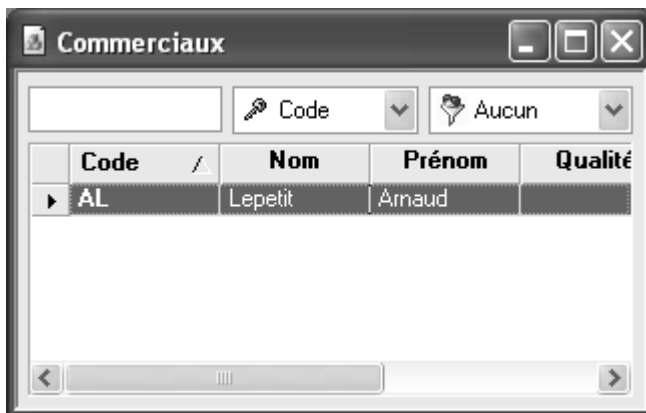 Commerciaux
Code Aucun
Code Nom Prénom Qualité
AL Lepetit Arnaud